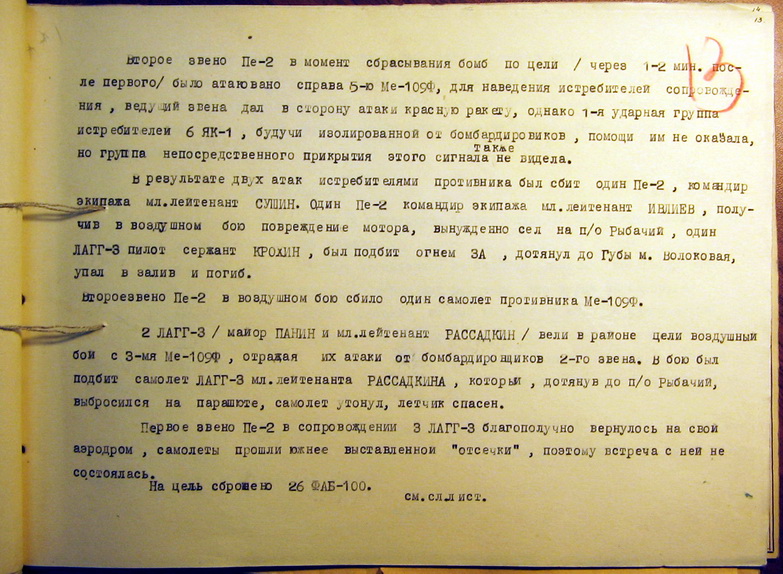 14
13.
13
Второе звено Пе-2 в момент сбрасывания бомб по цели / через 1-2 мин. пос-
ле первого/ было атаковано справа 5-ю Ме-109Ф, для наведения истребителей сопровожде-
ния , ведущий звена дал в сторону атаки красную ракету, однако 1-я ударная группа
истребителей 6 ЯК-1 , будучи изолированной от бомбардировиков , помощи им не оказала,
также
но группа непосредственного прикрытия этого сигнала не видела.
В результате двух атак истребителями противника был сбит один Пе-2 , командир
экипажа мл.лейтенант СУШИН. Один Пе-2 командир экипажа мл.лейтенант ИВЛИЕВ , полу-
чив в воздушном бою повреждение мотора, вынужденно сел на п/о Рыбачий , один
ЛАГГ-3 пилот сержант КРОХИН , был подбит огнем ЗА , дотянул до Губы м. Волоковая,
упал в залив и погиб.
Второезвено Пе-2 в воздушном бою сбило один самолет противника Ме-109Ф.
2 ЛАГГ-3 / майор ПАНИН и мл.лейтенант РАССАДКИН / вели в районе цели воздушный
бой с 3-мя Ме-109Ф , отражая их атаки от бомбардировщиков 2-го звена. В бою был
подбит самолет ЛАГГ-3 мл.лейтенанта РАССАДКИНА , который , дотянув до п/о Рыбачий,
выбросился на парашюте, самолет утонул, летчик спасен.
Первое звено Пе-2 в сопровождении 3 ЛАГГ-3 благополучно вернулось на свой
аэродром , самолеты прошли южнее выставленной "отсечки" , поэтому встреча с ней не
состоялась.
На цель сброшено 26 ФАБ-100.
см.сл.лист.